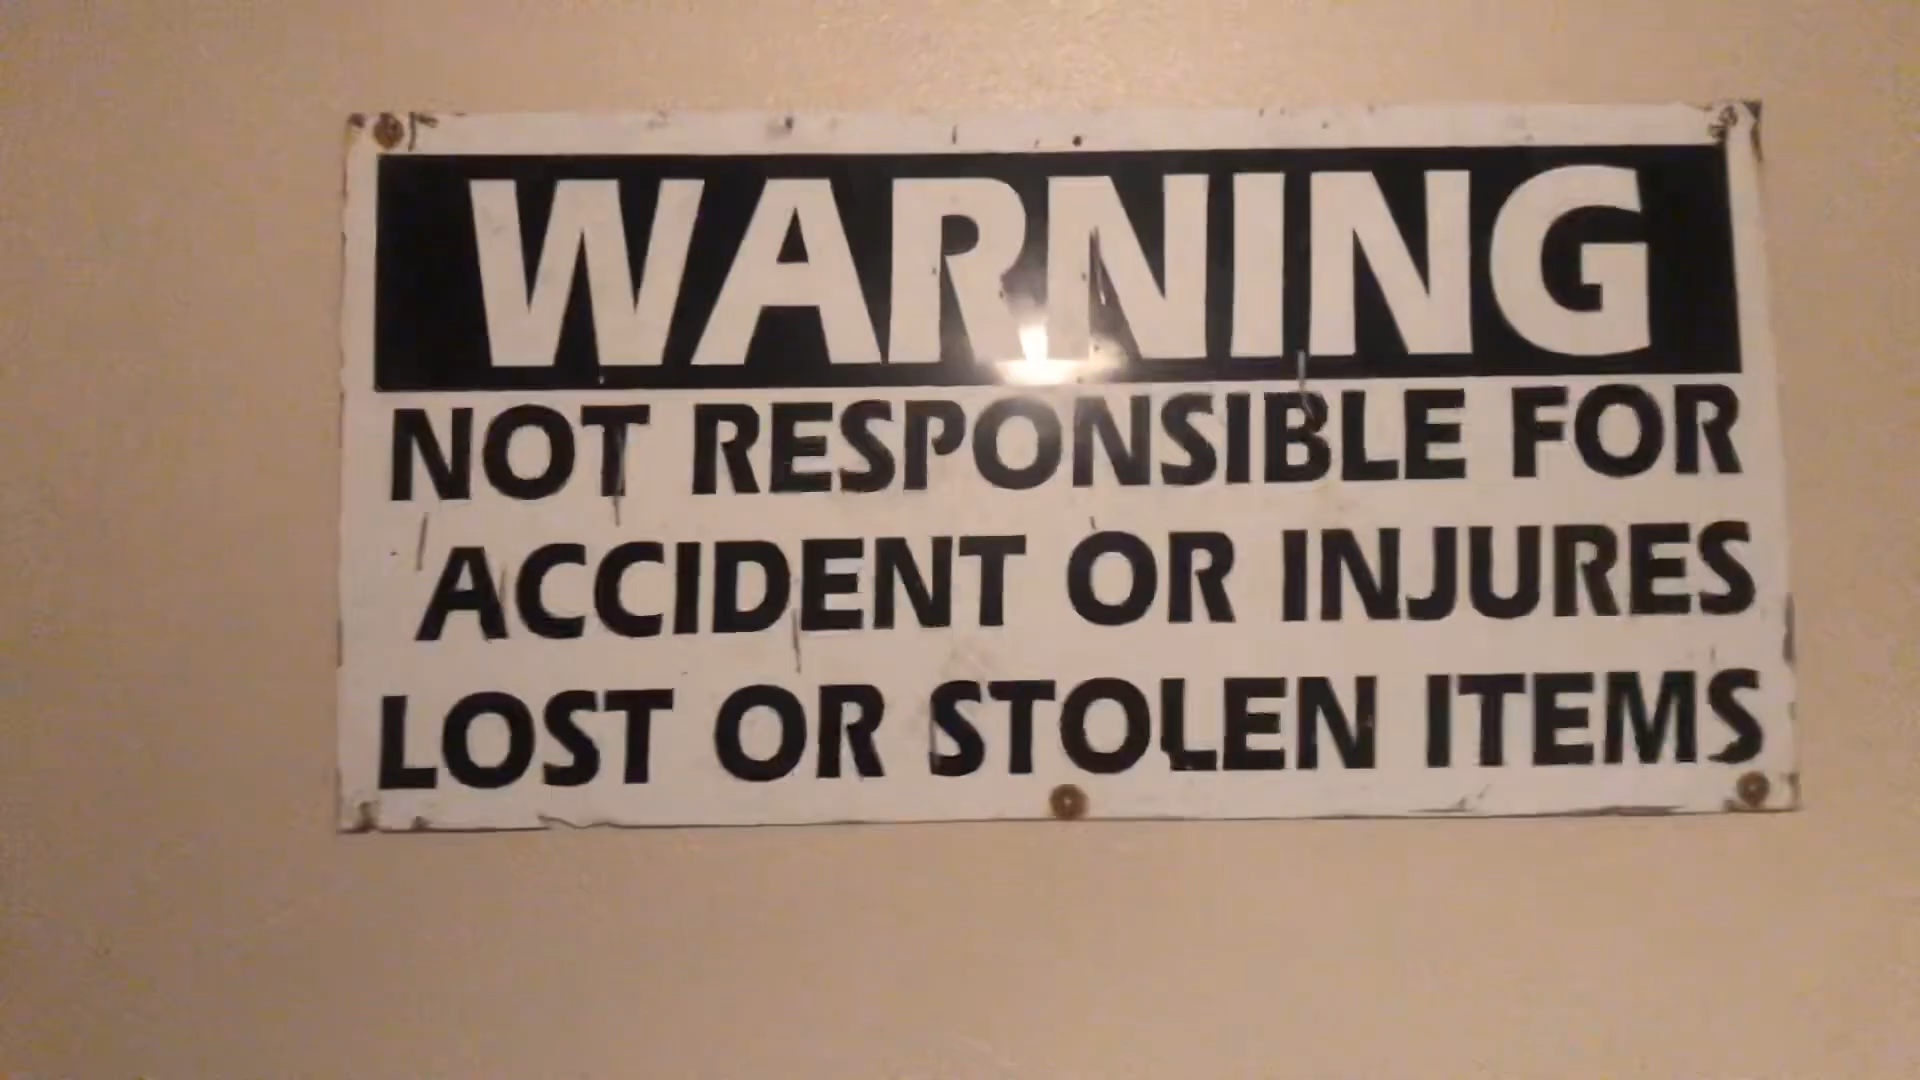 WARNING
NOT RESPONSIBLE FOR
ACCIDENT OR INJURES
LOST OR STOLEN ITEMS